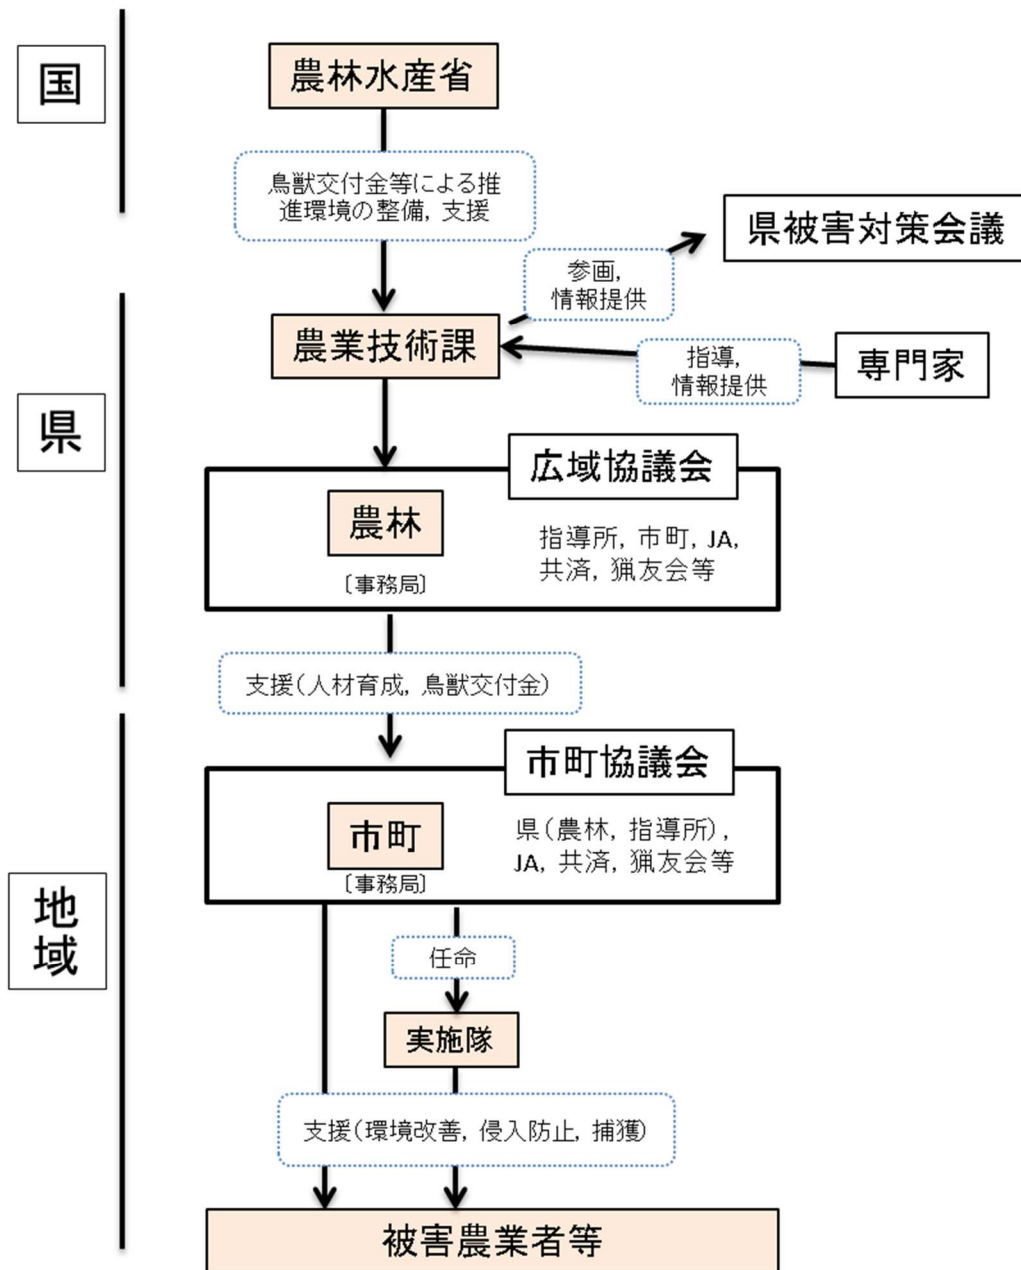 国
農林水産省
鳥獣交付金等による推
進環境の整備, 支援
県被害対策会議
参画,
情報提供
県
農業技術課
指導,
情報提供
専門家
広域協議会
農林
〔事務局〕
指導所, 市町, JA,
共済, 猟友会等
支援(人材育成, 鳥獣交付金)
地
域
市町協議会
市町
〔事務局〕
県(農林, 指導所),
JA, 共済, 猟友会等
任命
実施隊
支援(環境改善, 侵入防止, 捕獲)
被害農業者等